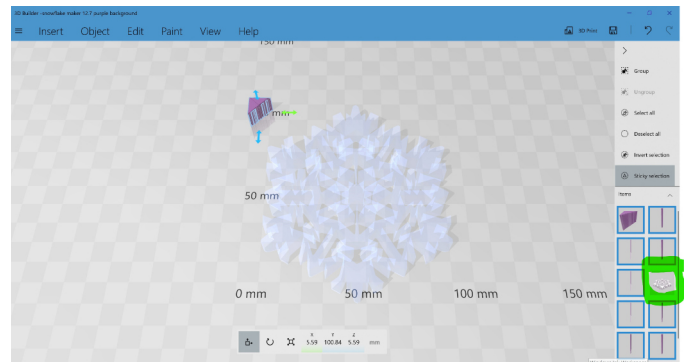 3D Builder - snowflake maker 12-7 purple background
Insert Object Edit Paint View Help
3D Print
150 mm
mm
50 mm
0 mm 50 mm 100 mm 150 mm
X Y Z
5.59 100.84 5.59 mm
Group
Ungroup
Select all
Deselect all
Invert selection
Sticky selection
Items